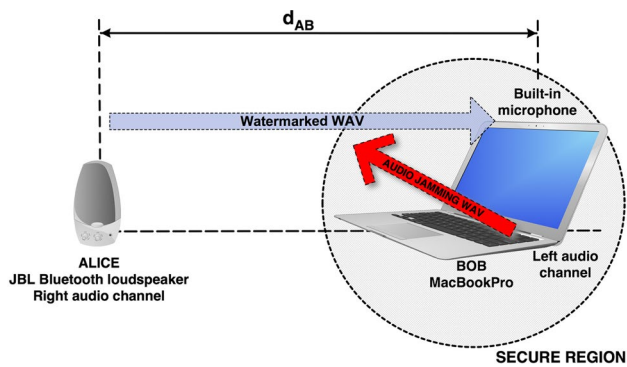 dAB
Built-in
microphone
Watermarked WAV
AUDIO JAMMING WAV
ALICE
JBL Bluetooth loudspeaker
Right audio channel
BOB
MacBookPro
Left audio
channel
SECURE REGION